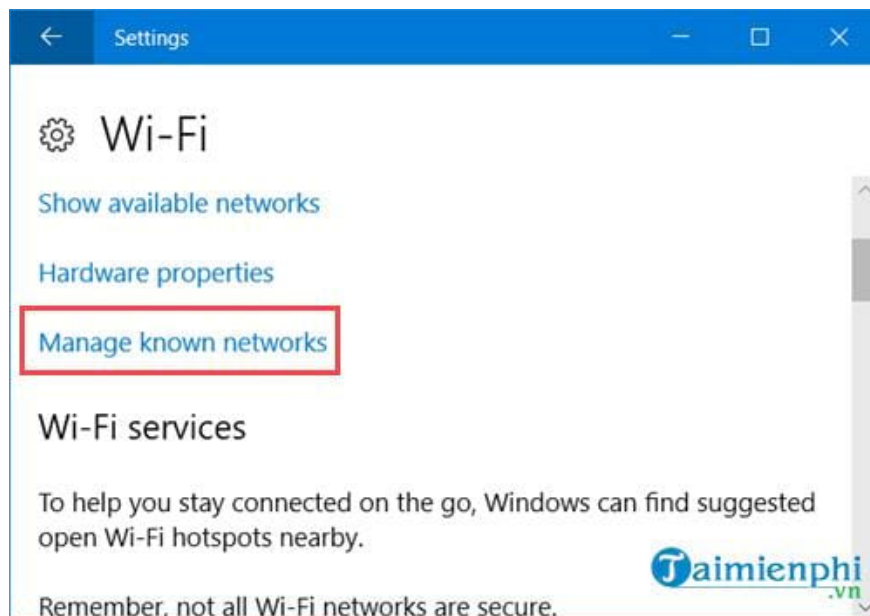 Settings
Wi-Fi
Show available networks
Hardware properties
Manage known networks
Wi-Fi services
To help you stay connected on the go, Windows can find suggested
open Wi-Fi hotspots nearby.
Remember, not all Wi-Fi networks are secure.
Taimienphi
.vn